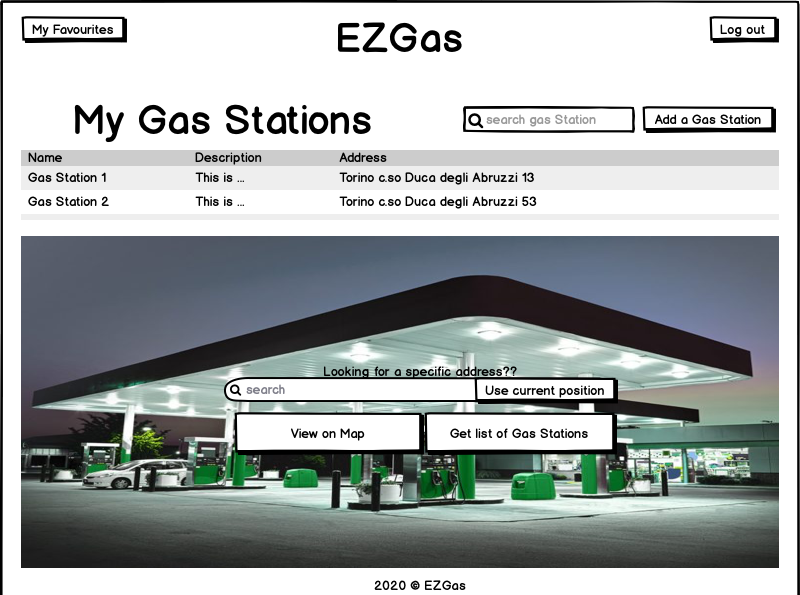 My Favourites
EZGas
Log out
My Gas Stations
search gas Station
Add a Gas Station
Name Description Address
Gas Station 1 This is ... Torino c.so Duca degli Abruzzi 13
Gas Station 2 This is ... Torino c.so Duca degli Abruzzi 53
Looking for a specific address??
search
Use current position
View on Map
Get list of Gas Stations
2020 © EZGas